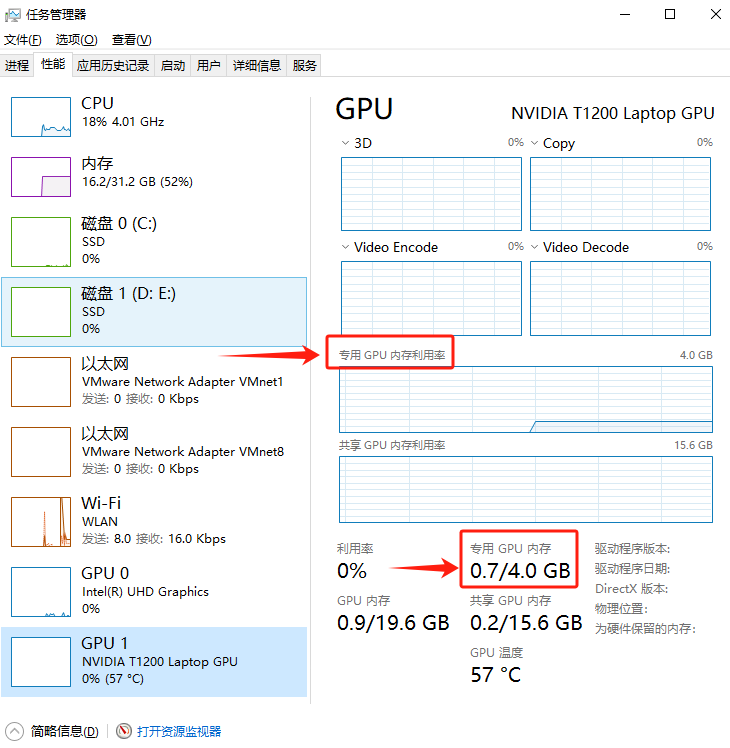 任务管理器
文件(F) 选项(O) 查看(V)
进程 性能 应用历史记录 启动 用户 详细信息 服务
CPU
18% 4.01 GHz
内存
16.2/31.2 GB (52%)
磁盘 0 (C:)
SSD
0%
磁盘 1 (D: E:)
SSD
0%
以太网
VMware Network Adapter VMnet1
发送: 0 接收: 0 Kbps
以太网
VMware Network Adapter VMnet8
发送: 0 接收: 0 Kbps
Wi-Fi
WLAN
发送: 8.0 接收: 16.0 Kbps
GPU 0
Intel(R) UHD Graphics
0%
GPU 1
NVIDIA T1200 Laptop GPU
0% (57 °C)
GPU NVIDIA T1200 Laptop GPU
3D 0% Copy 0%
Video Encode 0% Video Decode 0%
专用 GPU 内存利用率 4.0 GB
共享 GPU 内存利用率 15.6 GB
利用率
0%
专用 GPU 内存
0.7/4.0 GB
GPU 内存
0.9/19.6 GB
共享 GPU 内存
0.2/15.6 GB
GPU 温度
57 °C
驱动程序版本:
驱动程序日期:
DirectX 版本:
物理位置:
为硬件保留的内存:
简略信息(D) 打开资源监视器